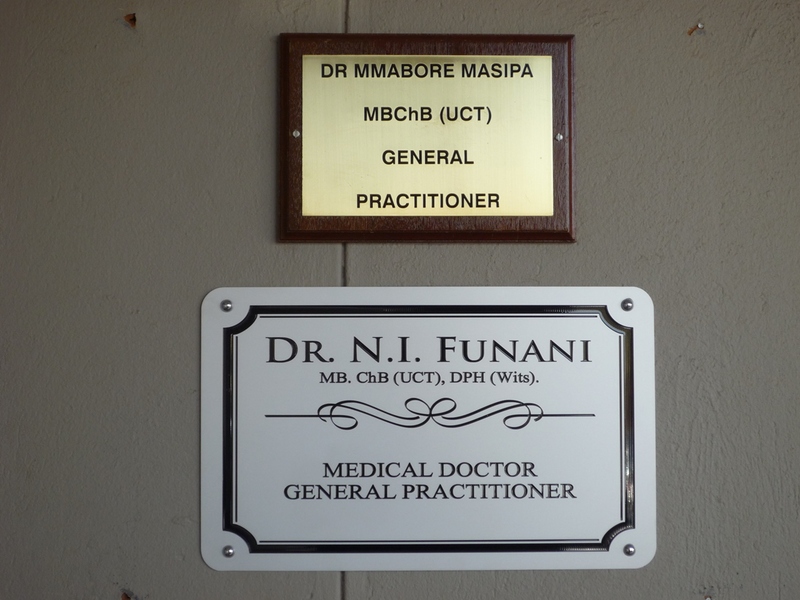 DR MMABORE MASIPA
MBChB (UCT)
GENERAL
PRACTITIONER
DR. N.I. FUNANI
MB. ChB (UCT), DPH (Wits).
MEDICAL DOCTOR
GENERAL PRACTITIONER